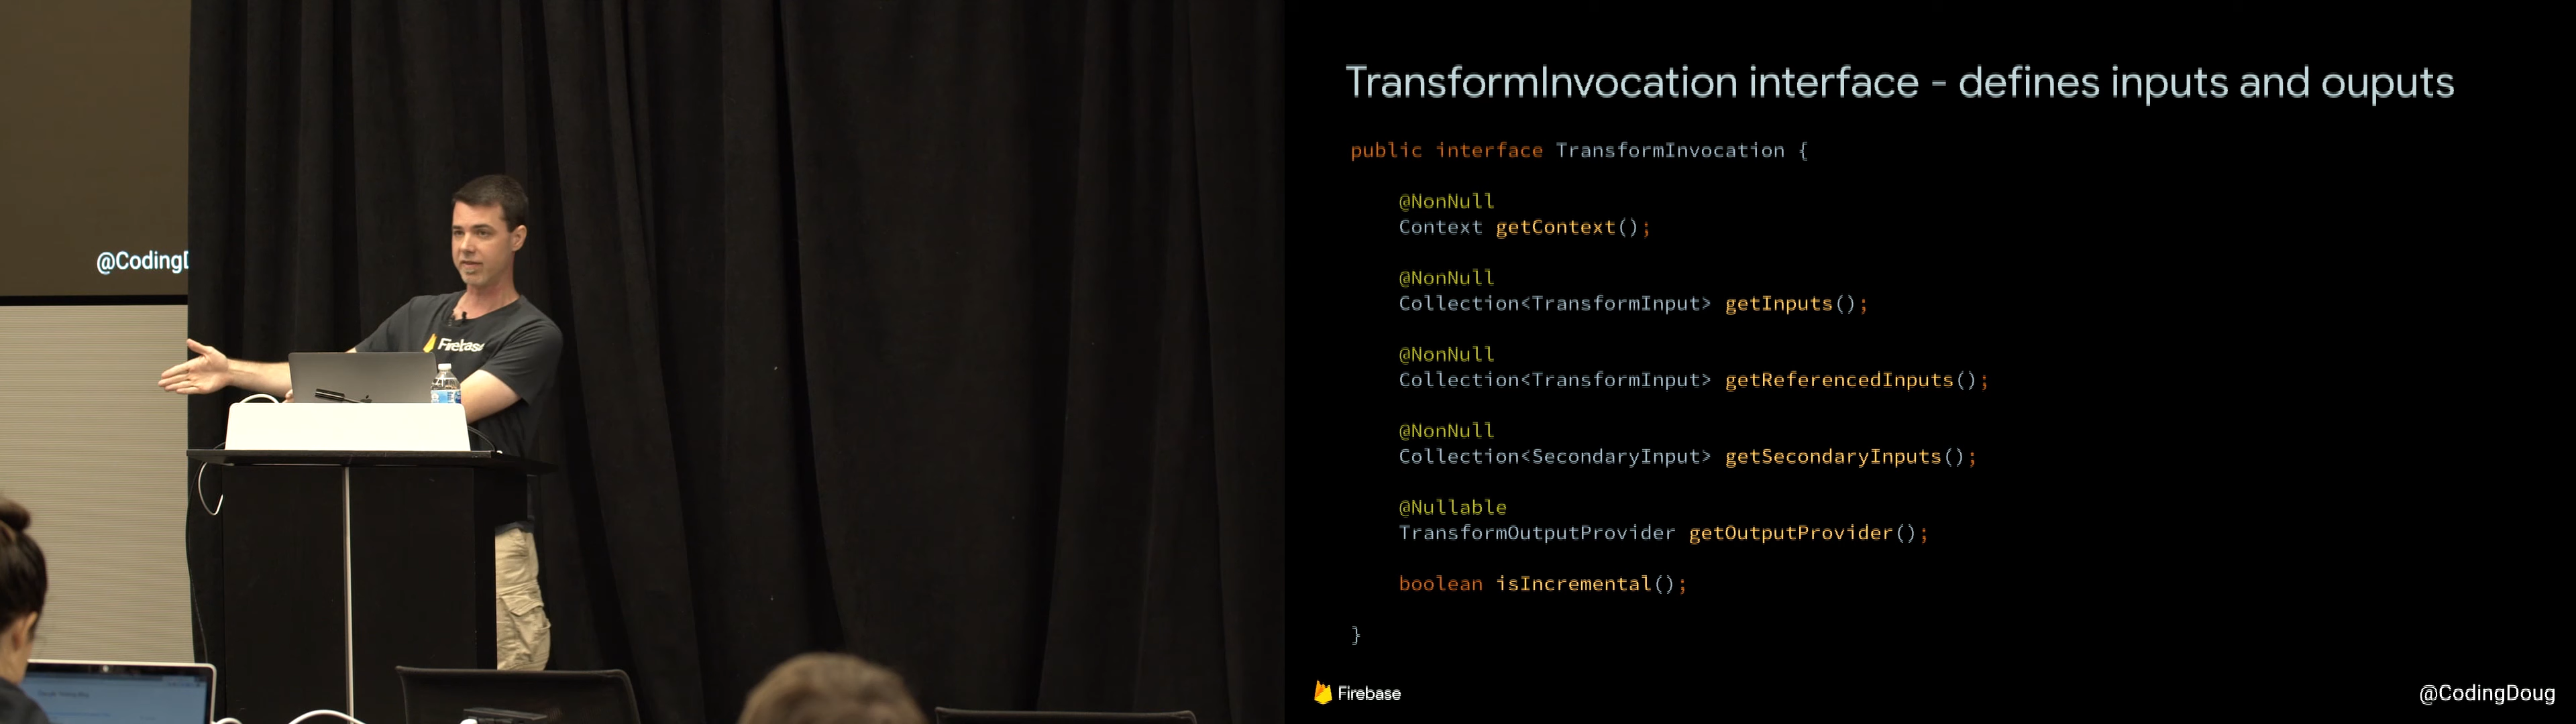 @CodingD
Firebase
TransformInvocation interface - defines inputs and ouputs
public interface TransformInvocation {
@NonNull
Context getContext();
@NonNull
Collection<TransformInput> getInputs();
@NonNull
Collection<TransformInput> getReferencedInputs();
@NonNull
Collection<SecondaryInput> getSecondaryInputs();
@Nullable
TransformOutputProvider getOutputProvider();
boolean isIncremental();
}
Firebase
@CodingDoug